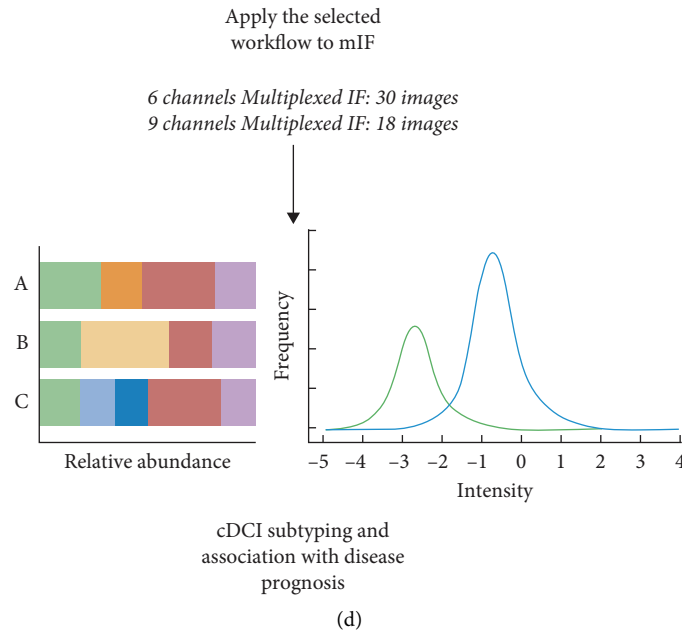 Apply the selected
workflow to mIF
6 channels Multiplexed IF: 30 images
9 channels Multiplexed IF: 18 images
A
B
C
Relative abundance
Frequency
–5 –4 –3 –2 –1 0 1 2 3 4
Intensity
cDCI subtyping and
association with disease
prognosis
(d)